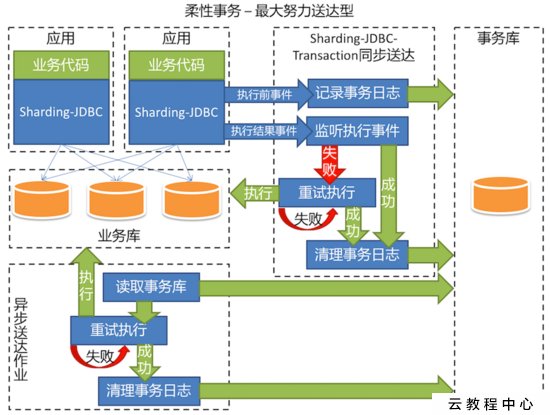 柔性事务 – 最大努力送达型
应用
应用
Sharding-JDBC-
Transaction同步送达
事务库
业务代码
业务代码
Sharding-JDBC
Sharding-JDBC
执行前事件
记录事务日志
执行结果事件
监听执行事件
失败
成功
执行
重试执行
失败
成功
清理事务日志
业务库
执行
异步送达作业
读取事务库
重试执行
失败
成功
清理事务日志
云教程中心